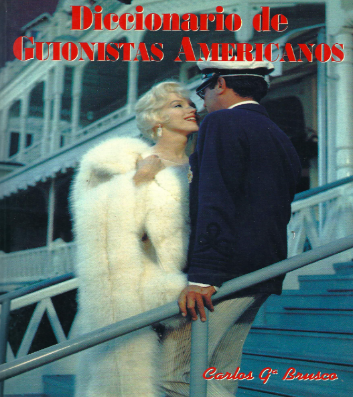 Diccionario de
GUIONISTAS AMERICANOS
Carlos Gª Brusco